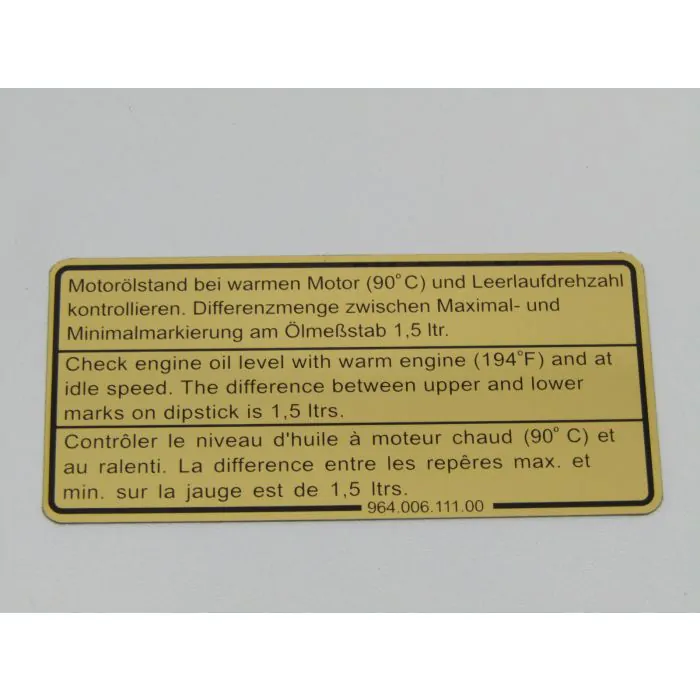 Motorölstand bei warmen Motor (90°C) und Leerlaufdrehzahl
kontrollieren. Differenzmenge zwischen Maximal- und
Minimalmarkierung am Ölmeßstab 1,5 ltr.
Check engine oil level with warm engine (194°F) and at
idle speed. The difference between upper and lower
marks on dipstick is 1,5 ltrs.
Contrôler le niveau d'huile à moteur chaud (90° C) et
au ralenti. La difference entre les repêres max. et
min. sur la jauge est de 1,5 ltrs.
964.006.111.00